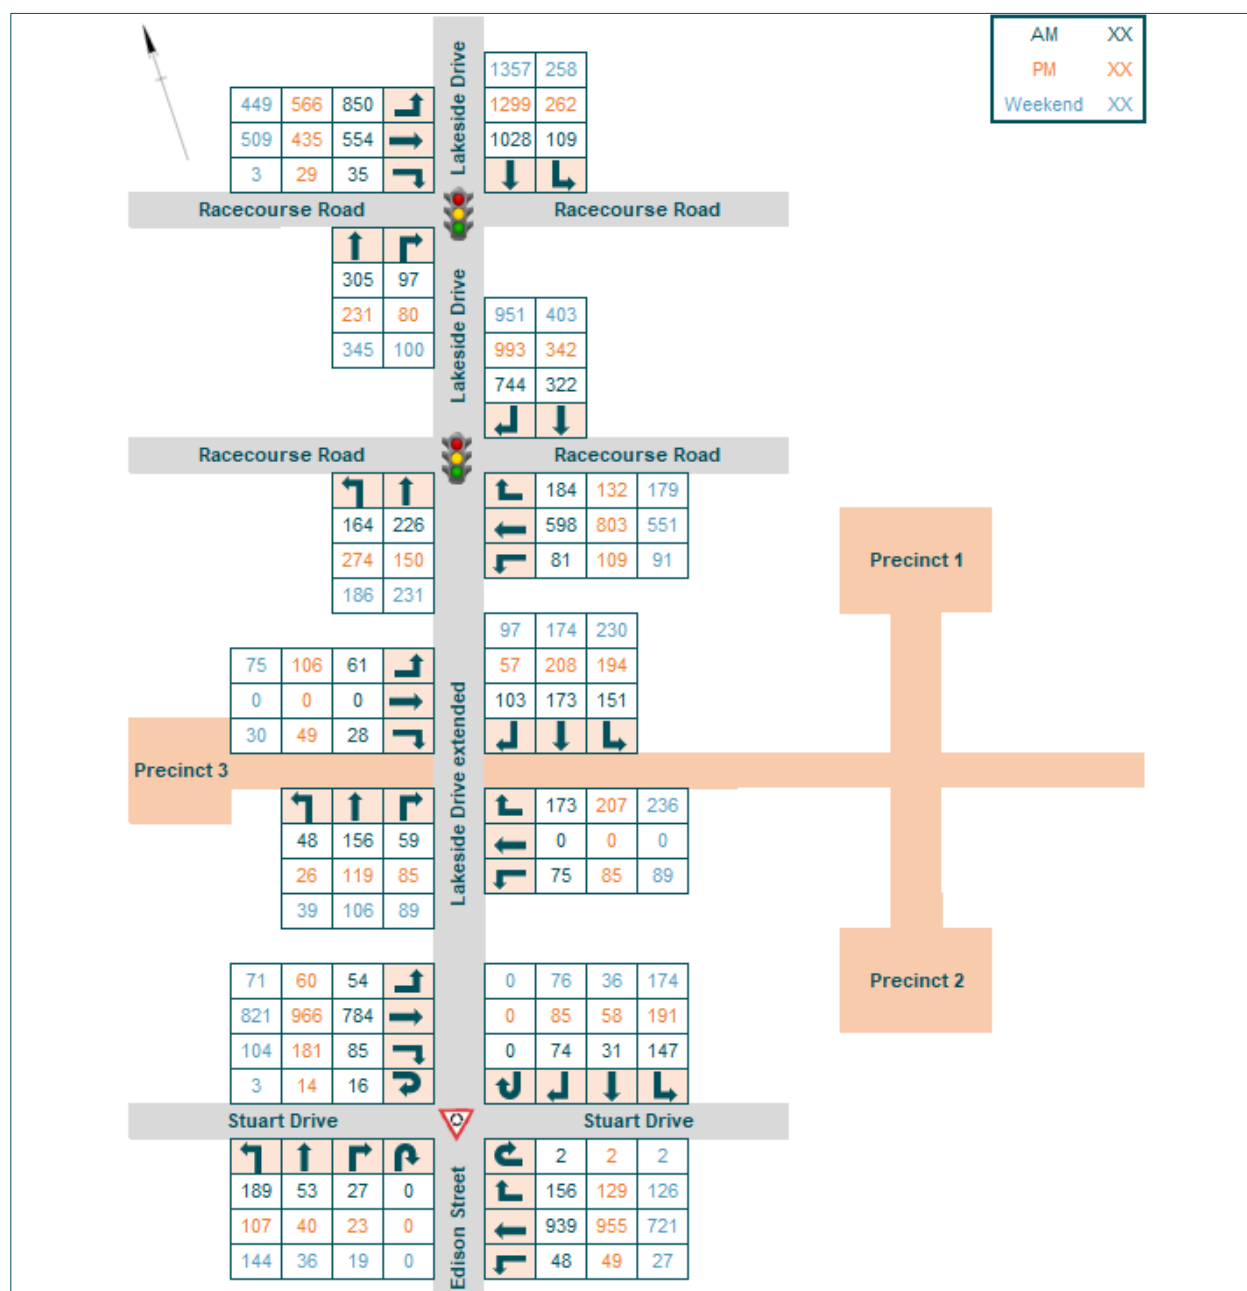 AM XX
PM XX
Weekend XX
Lakeside Drive
1357 258
1299 262
1028 109
449 566 850
509 435 554
3 29 35
Racecourse Road
Racecourse Road
305 97
231 80
345 100
Lakeside Drive
951 403
993 342
744 322
Racecourse Road
Racecourse Road
164 226
274 150
186 231
184 132 179
598 803 551
81 109 91
Precinct 1
97 174 230
57 208 194
103 173 151
75 106 61
0 0 0
30 49 28
Lakeside Drive extended
Precinct 3
48 156 59
26 119 85
39 106 89
173 207 236
0 0 0
75 85 89
Precinct 2
71 60 54
821 966 784
104 181 85
3 14 16
0 76 36 174
0 85 58 191
0 74 31 147
Stuart Drive
Stuart Drive
189 53 27 0
107 40 23 0
144 36 19 0
Edison Street
2 2 2
156 129 126
939 955 721
48 49 27